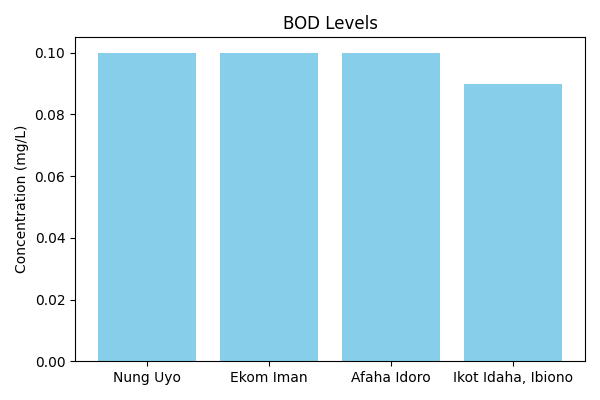 BOD Levels
Concentration (mg/L)
0.10
0.08
0.06
0.04
0.02
0.00
Nung Uyo
Ekom Iman
Afaha Idoro
Ikot Idaha, Ibiono